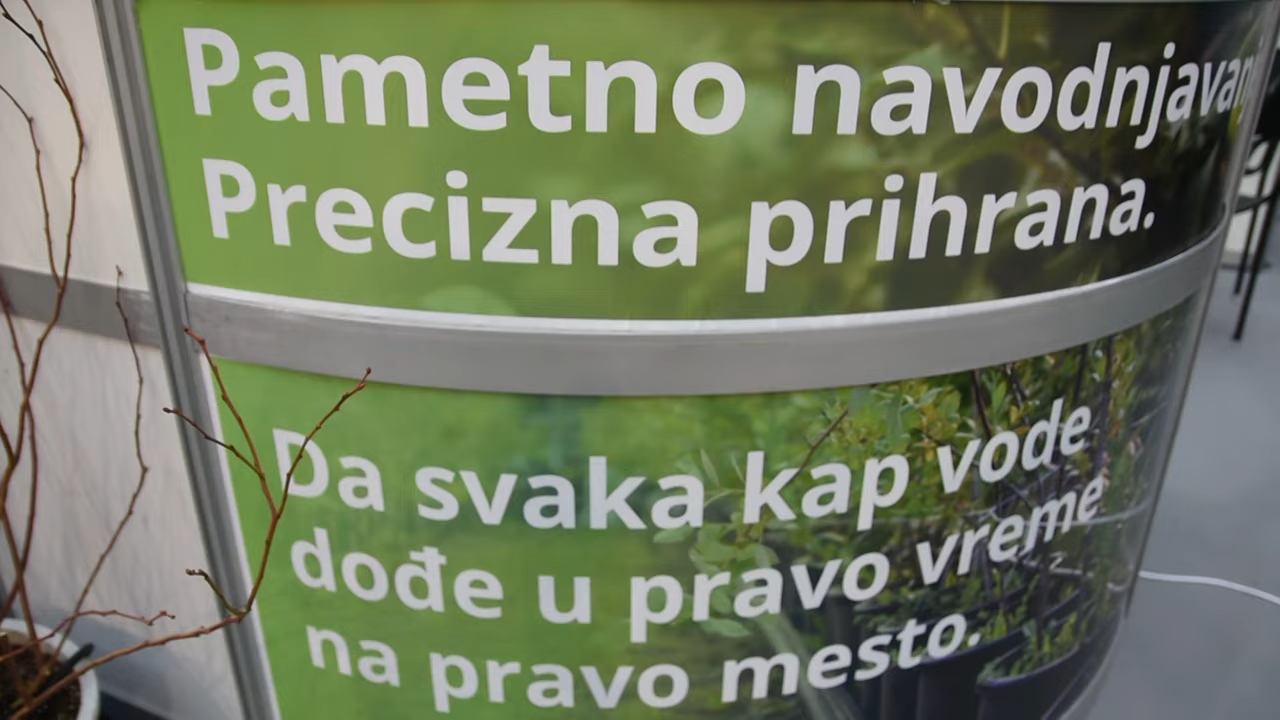 Pametno navodnjavan
Precizna prihrana.
Da svaka kap vode
dođe u pravo vreme
na pravo mesto.